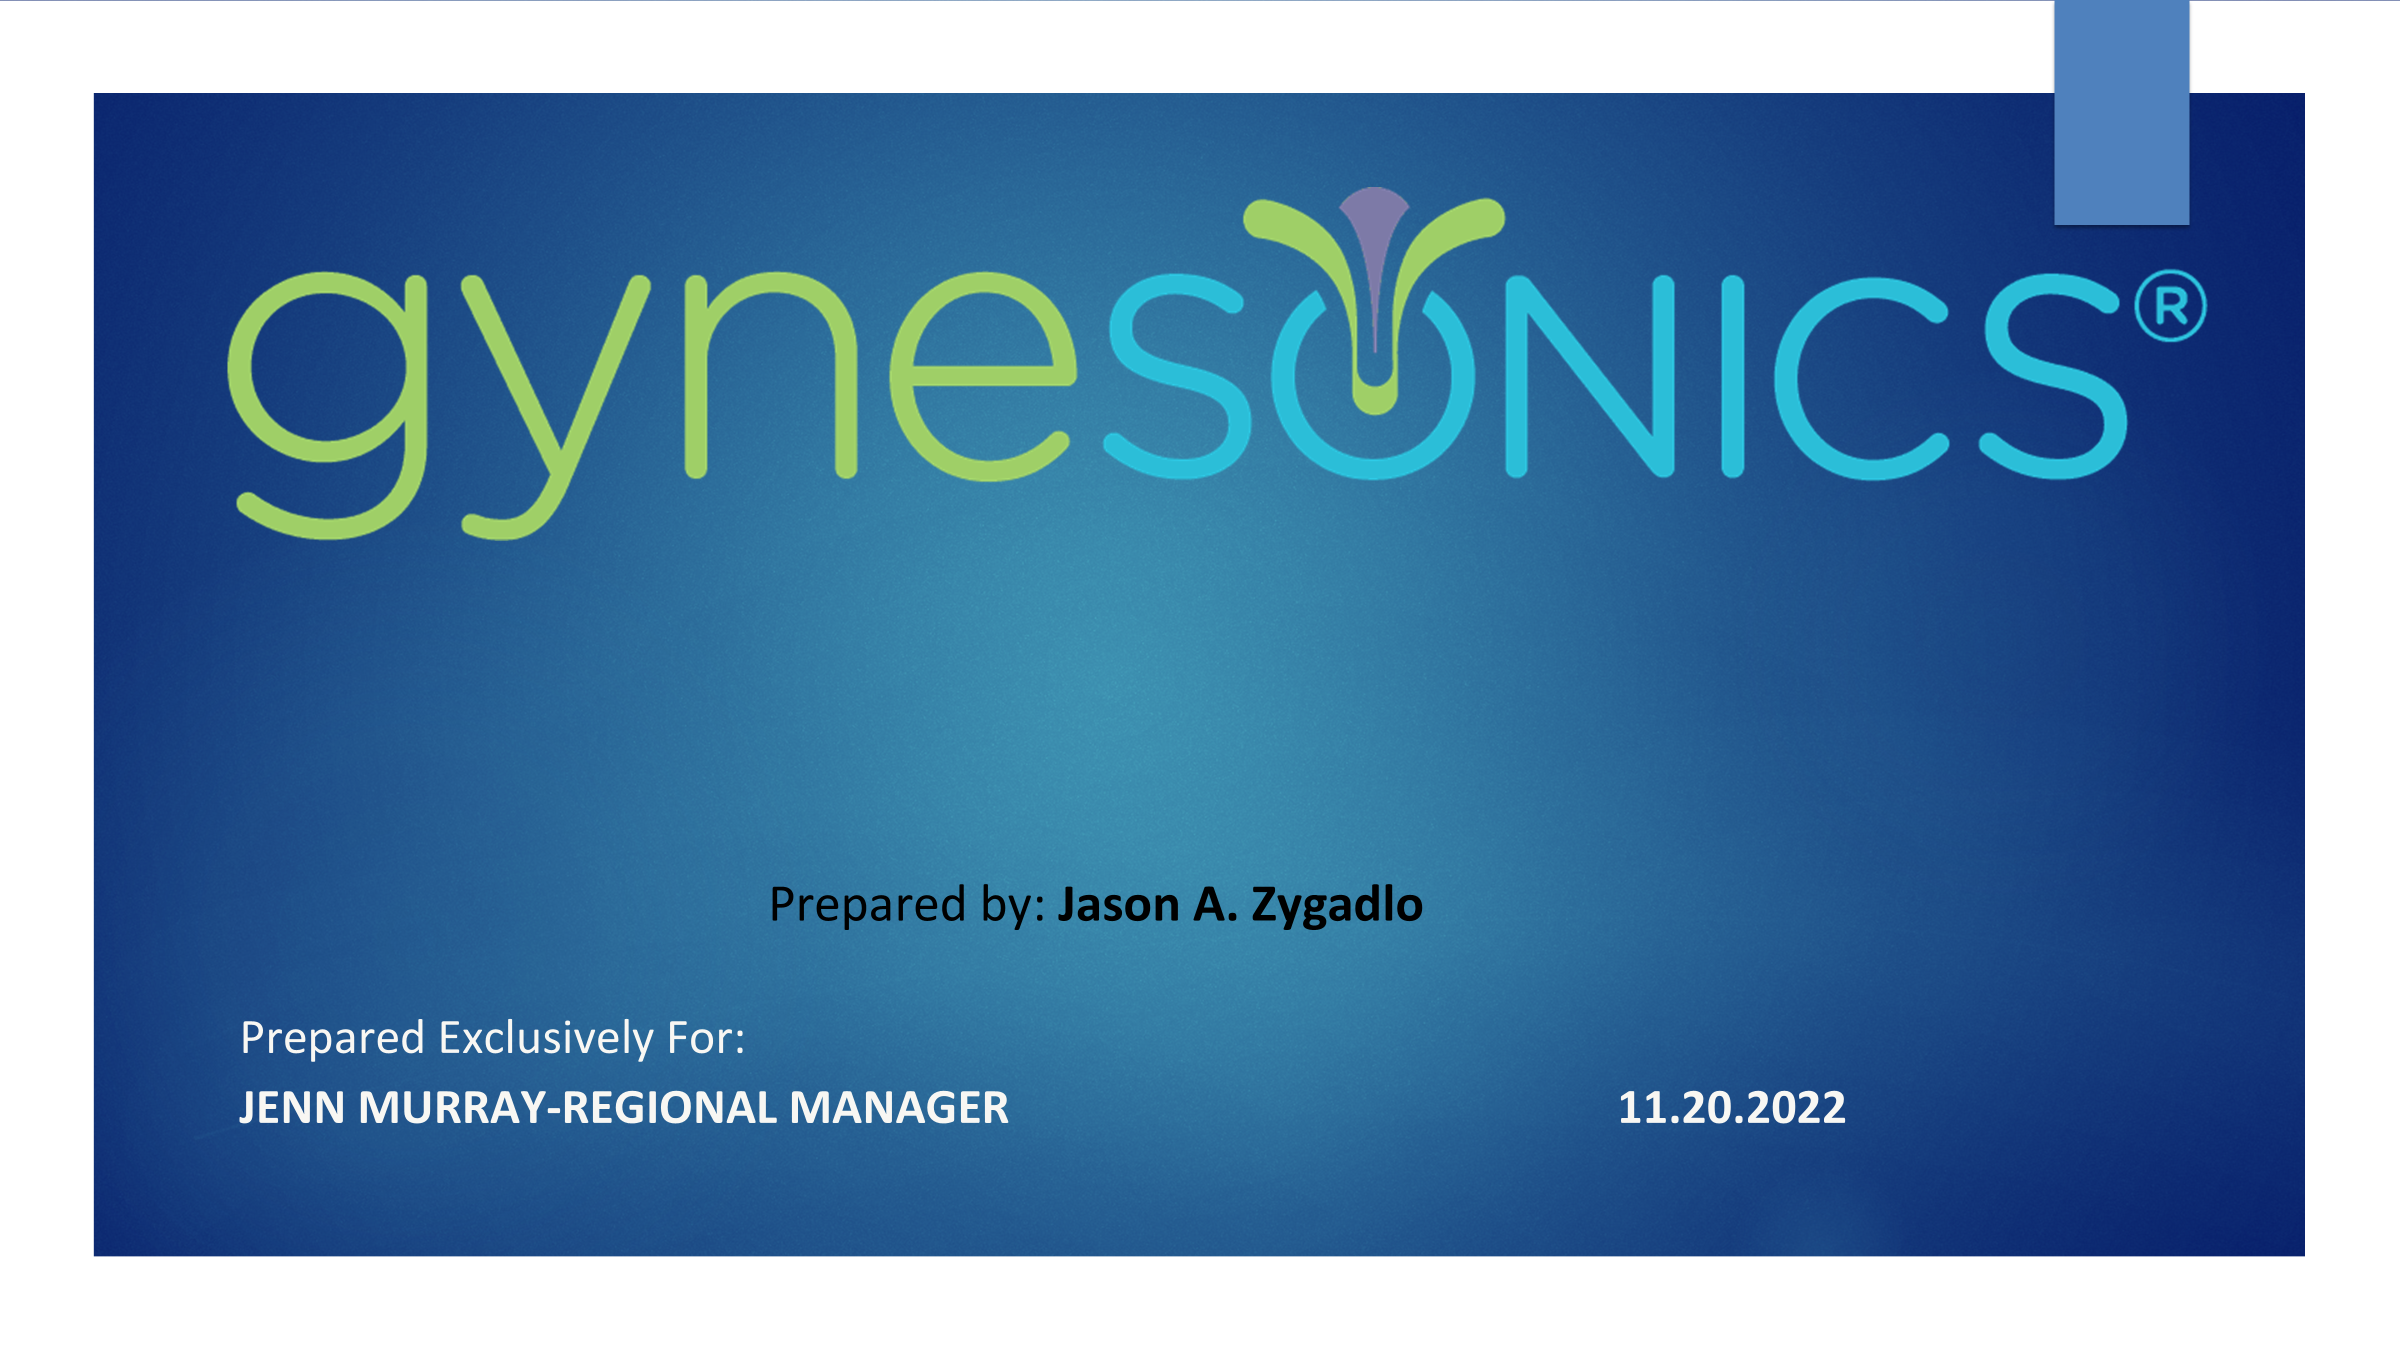 gynesonics®
Prepared by: Jason A. Zygadlo
Prepared Exclusively For:
JENN MURRAY-REGIONAL MANAGER 11.20.2022